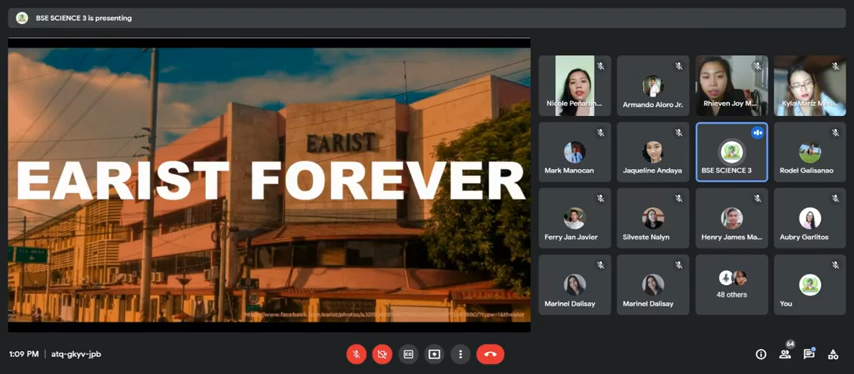 BSE SCIENCE 3 is presenting
EARIST
EARIST FOREVER
Armando Aloro Jr.
Rhieven Joy M...
Mark Manocan
Jaqueline Andaya
BSE SCIENCE 3
Rodel Galisanao
Ferry Jan Javier
Silveste Nalyn
Henry James Ma...
Aubry Garlitos
Marinel Dalisay
Marinel Dalisay
48 others
You
1:09 PM | atq-gkyv-jpb
64